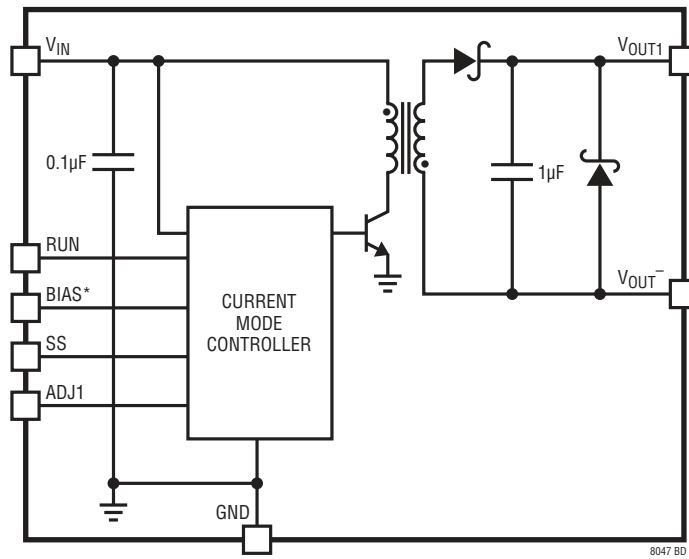 VIN
VOUT1
0.1µF
1µF
RUN
BIAS*
VOUT–
SS
ADJ1
CURRENT
MODE
CONTROLLER
GND
8047 BD